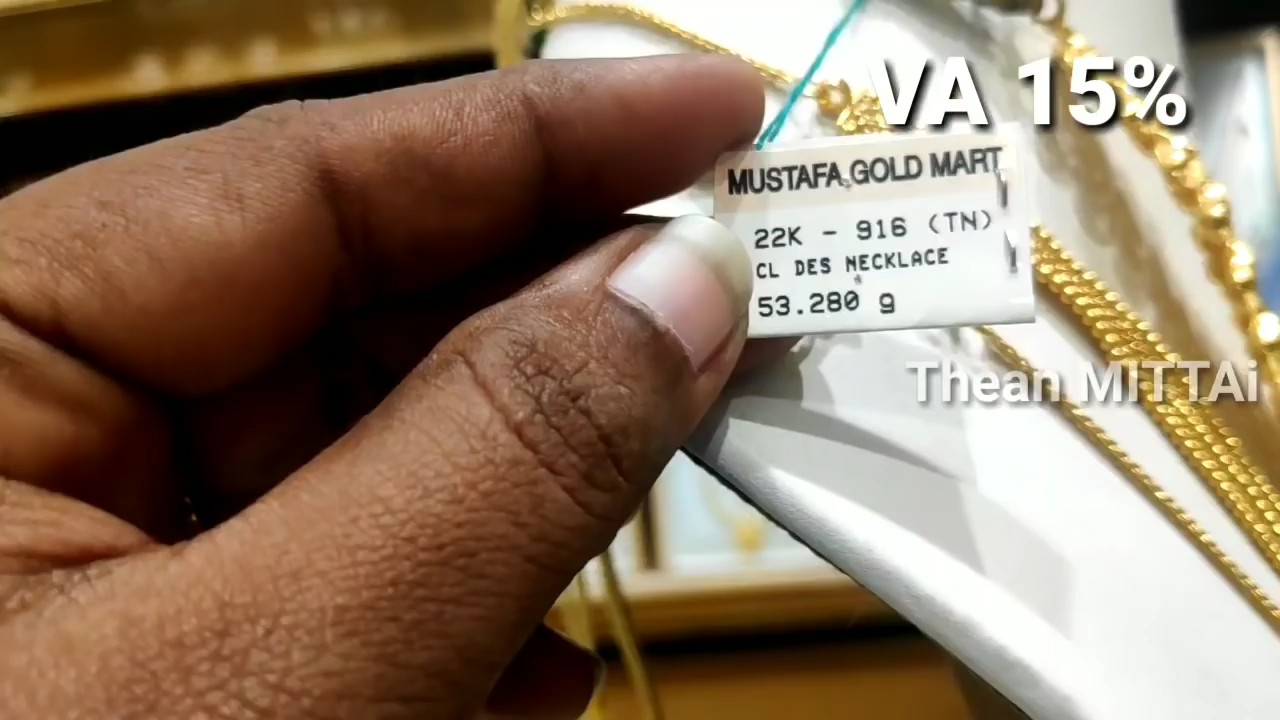 VA 15%
MUSTAFA GOLD MART
22K - 916 (TN)
CL DES NECKLACE
53.280 g
Thean MITTAi